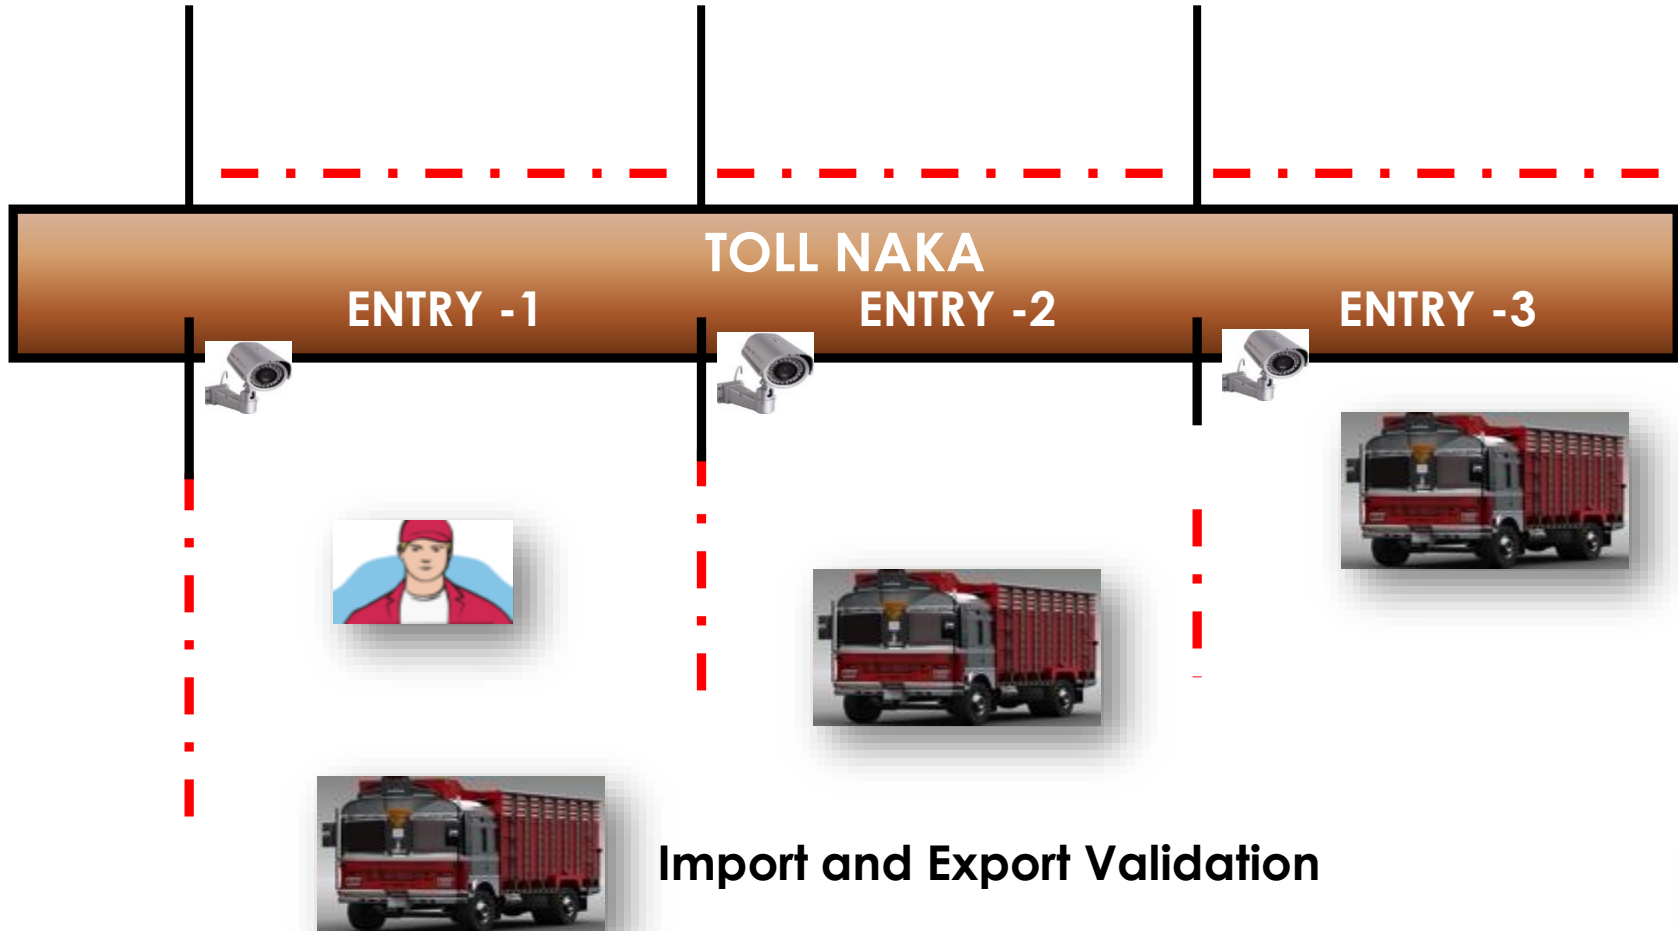 TOLL NAKA
ENTRY -1 ENTRY -2 ENTRY -3
Import and Export Validation